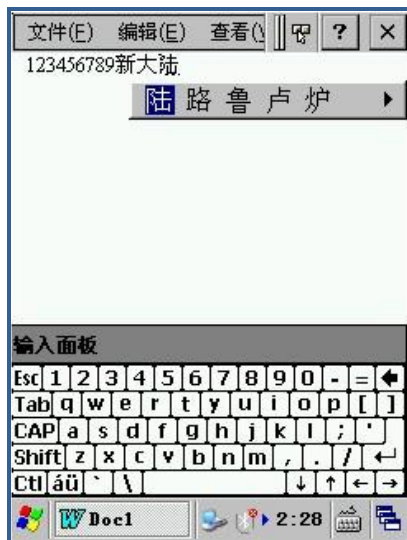 文件(F) 编辑(E) 查看(V ? ×
123456789新大陆
陆 路 鲁 卢 炉
输入面板
Esc 1 2 3 4 5 6 7 8 9 0 - = 
Tab q w e r t y u i o p [ ]
CAP a s d f g h j k l ; '
Shift z x c v b n m , . / ↵
Ctl áü ` \ ↓ ↑ ← →
Doc1 2:28